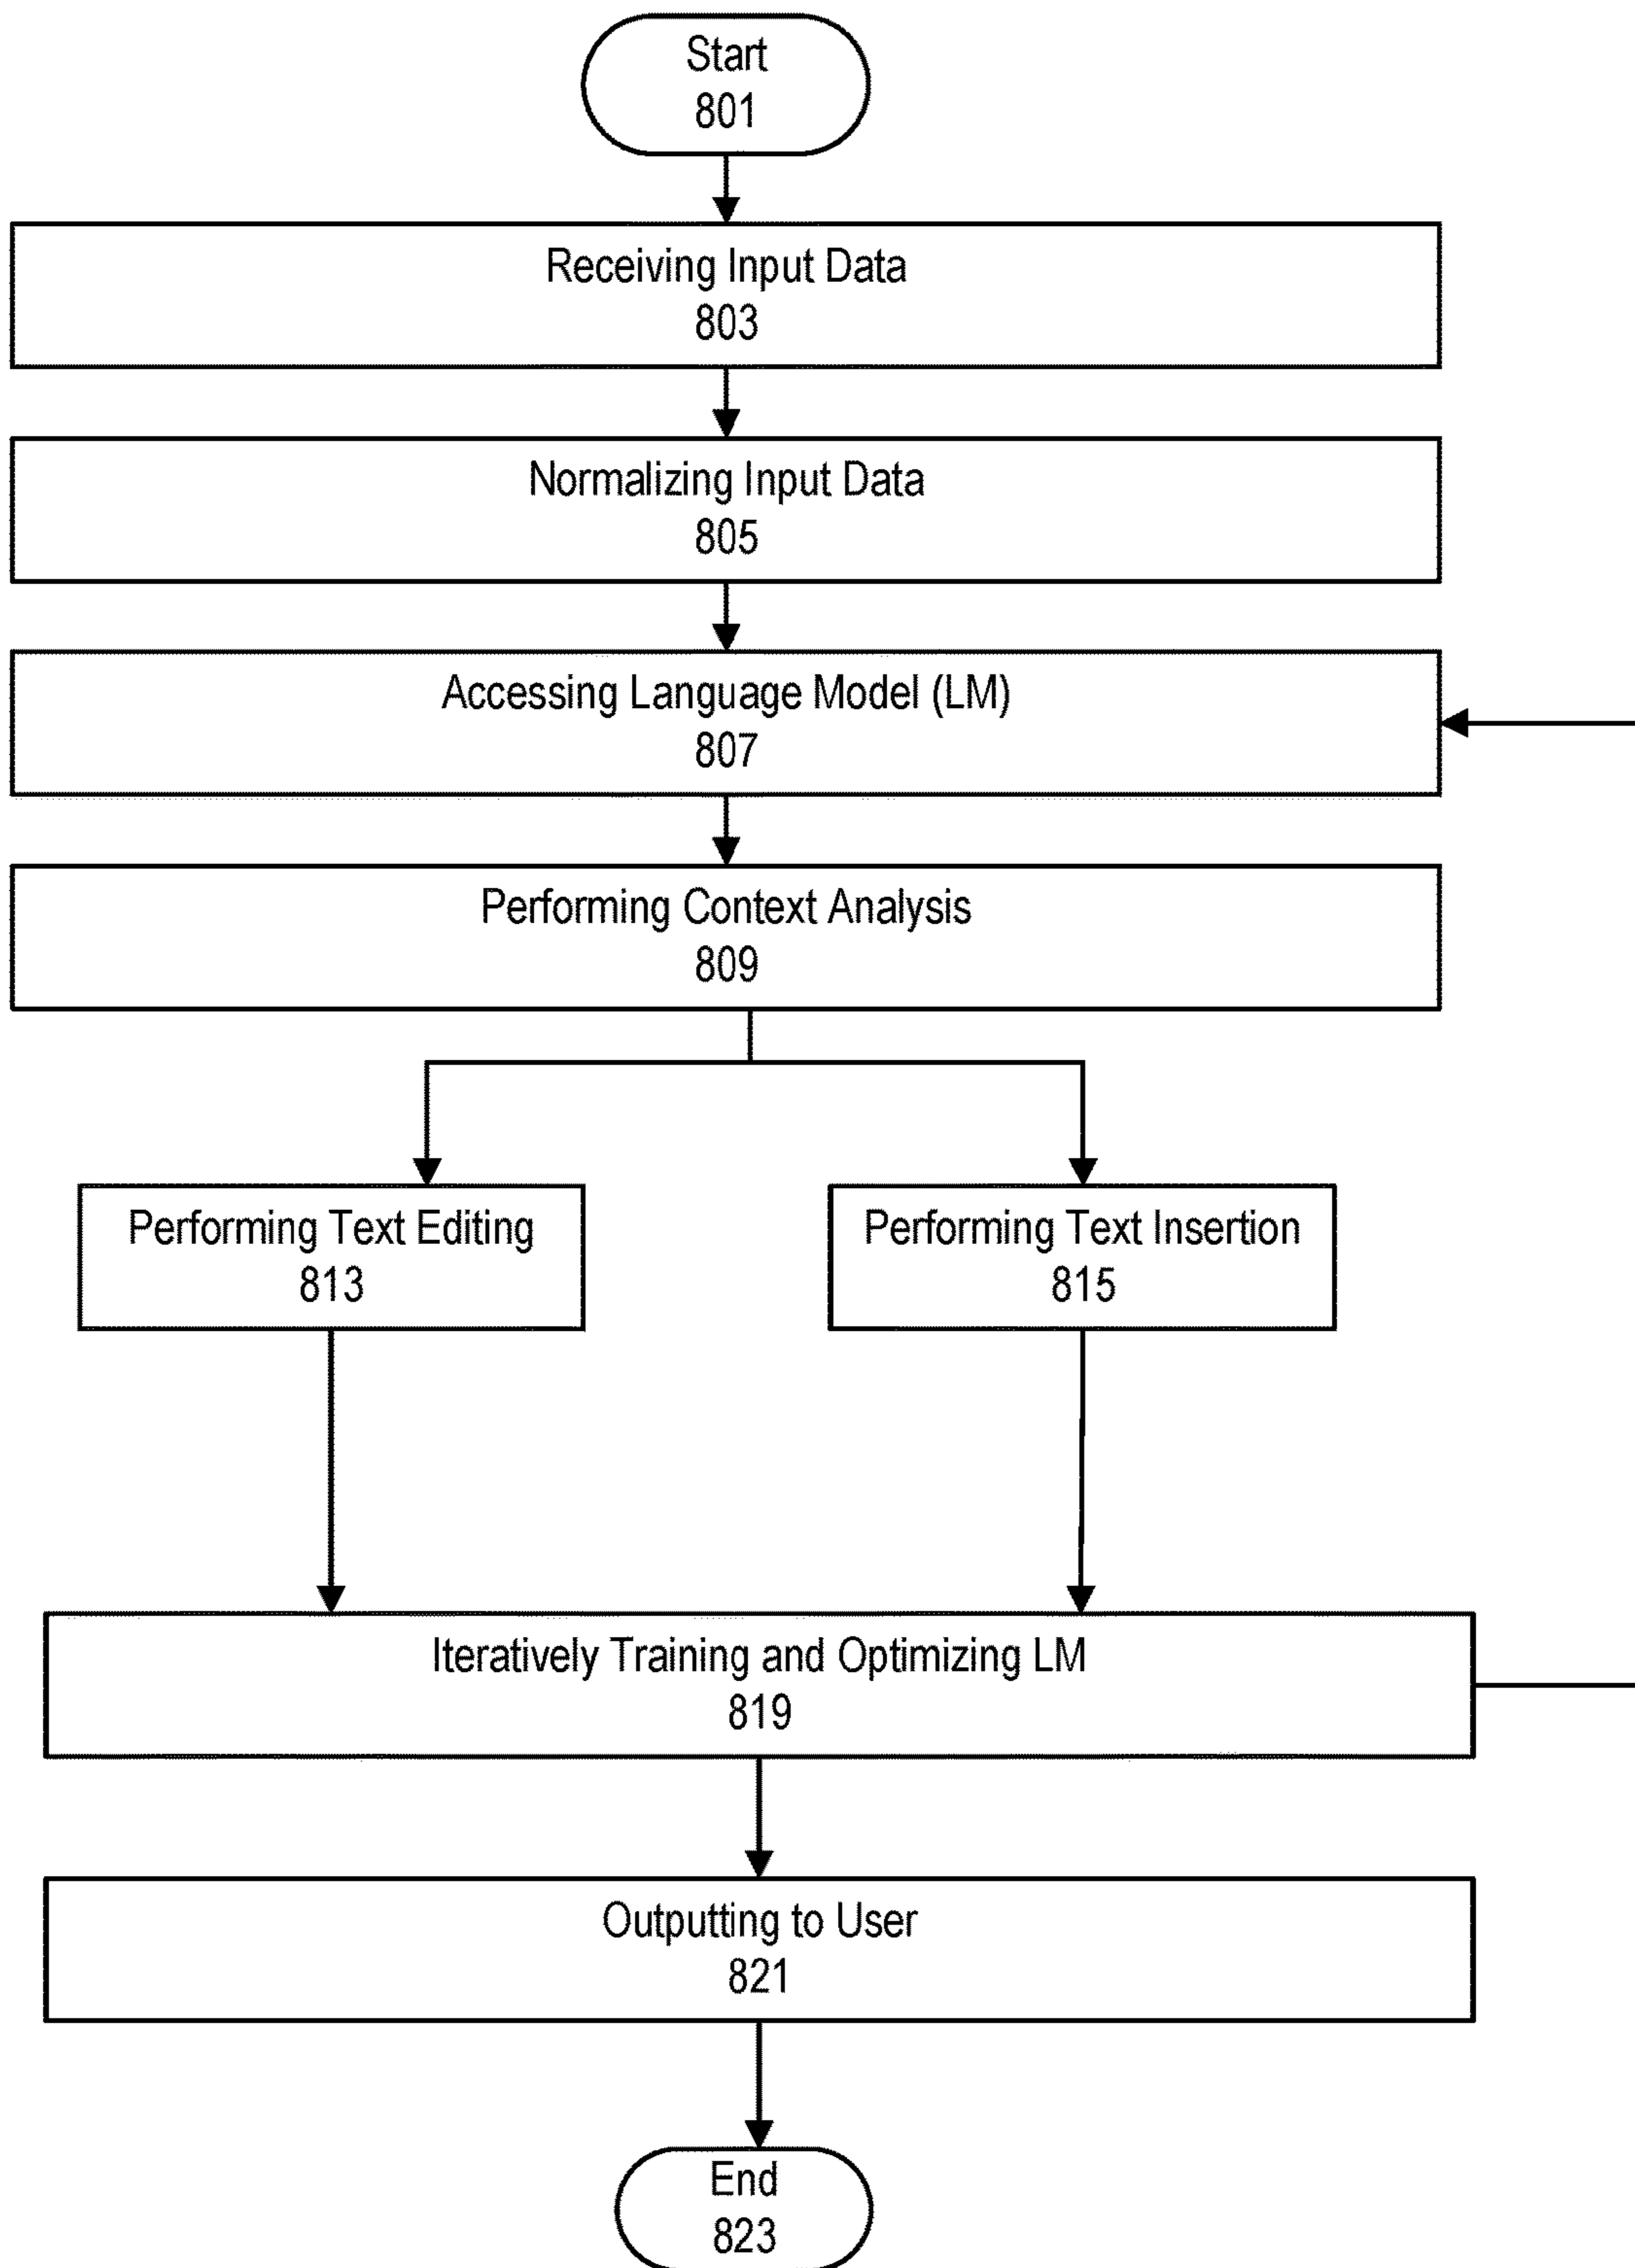 Start
801
Receiving Input Data
803
Normalizing Input Data
805
Accessing Language Model (LM)
807
Performing Context Analysis
809
Performing Text Editing
813
Performing Text Insertion
815
Iteratively Training and Optimizing LM
819
Outputting to User
821
End
823